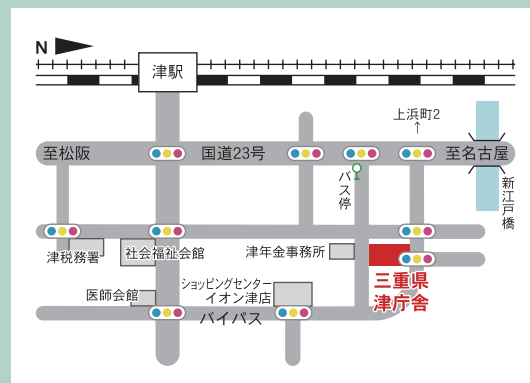 N
津駅
上浜町2
↑
至松阪
国道23号
至名古屋
バス停
新江戸橋
津税務署
社会福祉会館
津年金事務所
三重県
津庁舎
ショッピングセンター
イオン津店
医師会館
バイパス